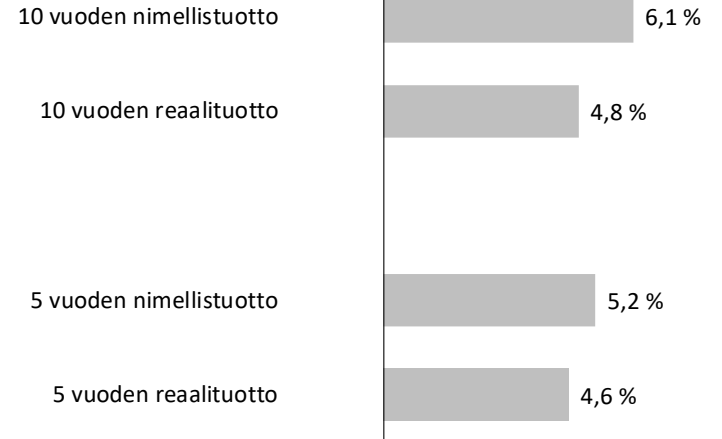 10 vuoden nimellistuotto 6,1 %
10 vuoden reaalituotto 4,8 %
5 vuoden nimellistuotto 5,2 %
5 vuoden reaalituotto 4,6 %